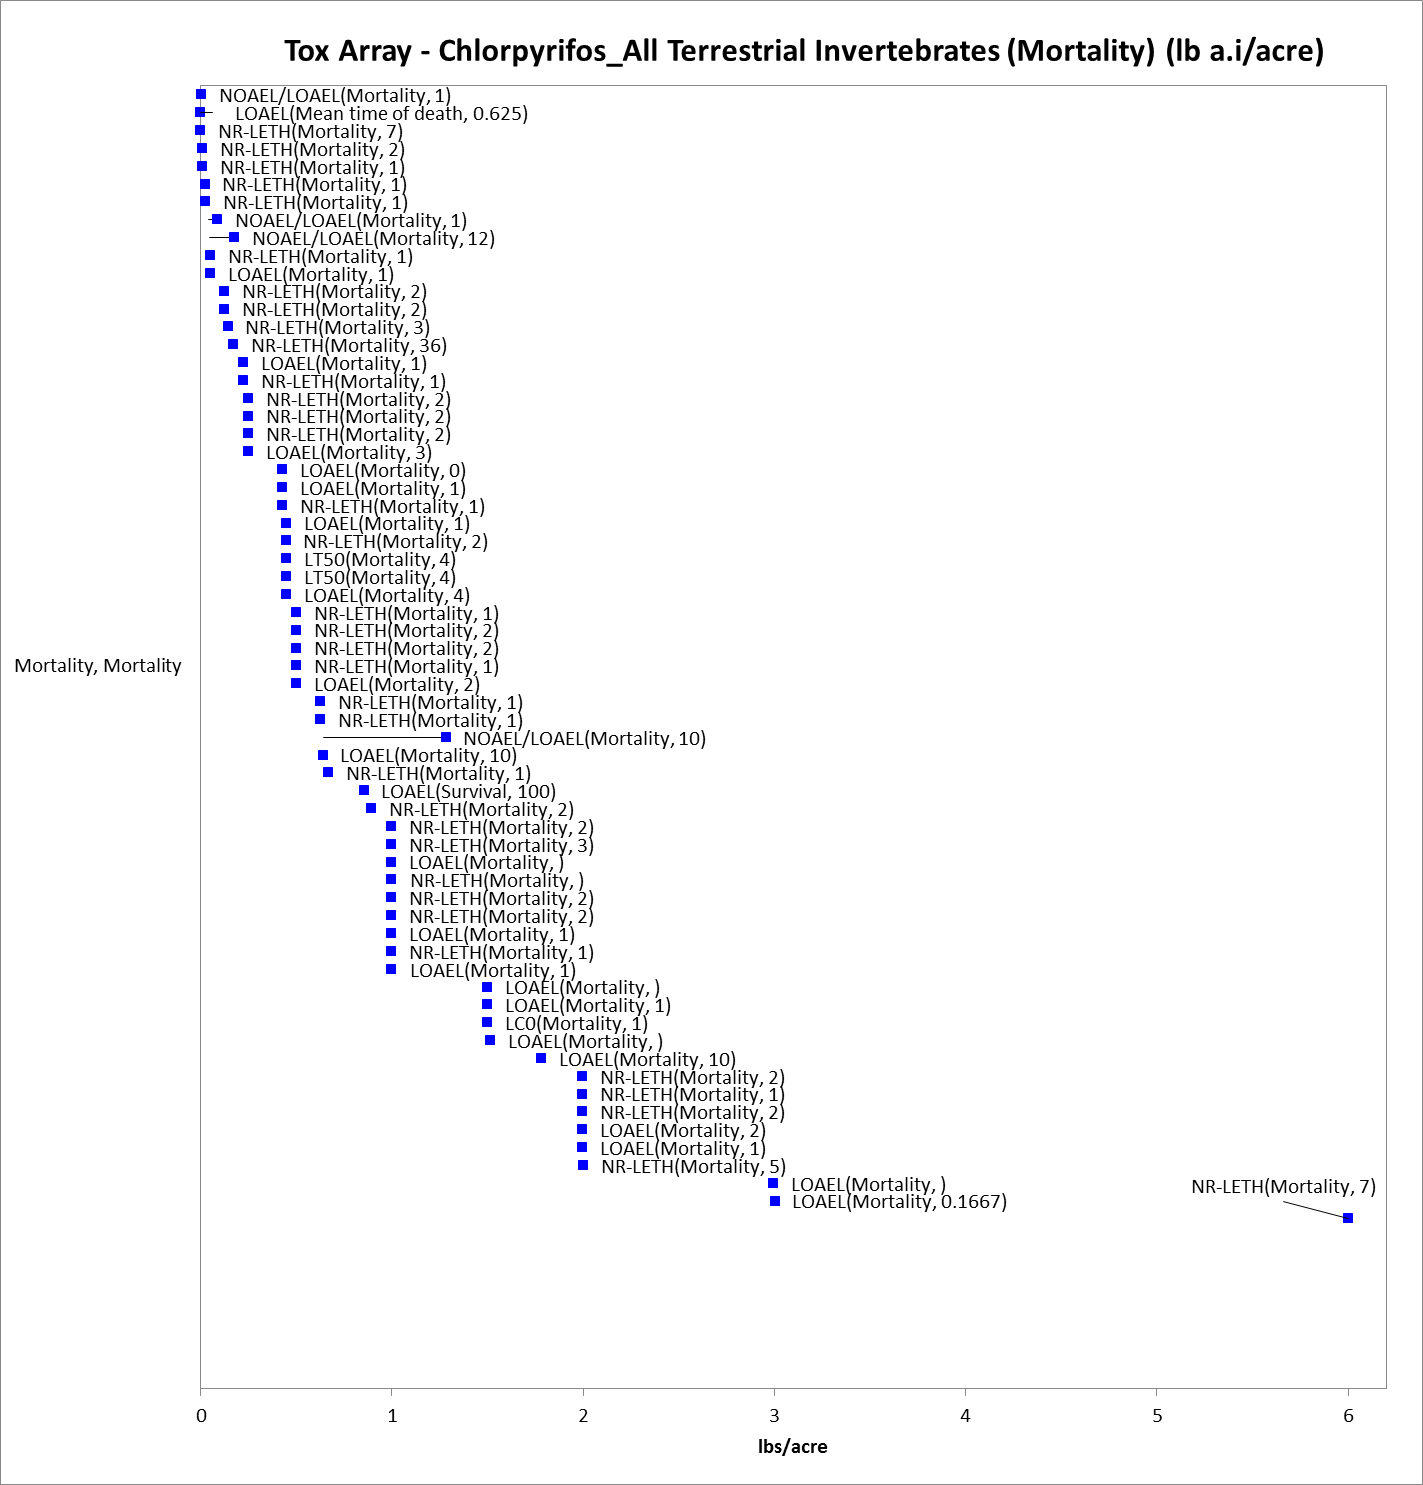 Tox Array - Chlorpyrifos_All Terrestrial Invertebrates (Mortality) (lb a.i/acre)
NOAEL/LOAEL(Mortality, 1)
LOAEL(Mean time of death, 0.625)
NR-LETH(Mortality, 7)
NR-LETH(Mortality, 2)
NR-LETH(Mortality, 1)
NR-LETH(Mortality, 1)
NR-LETH(Mortality, 1)
NOAEL/LOAEL(Mortality, 1)
NOAEL/LOAEL(Mortality, 12)
NR-LETH(Mortality, 1)
LOAEL(Mortality, 1)
NR-LETH(Mortality, 2)
NR-LETH(Mortality, 2)
NR-LETH(Mortality, 3)
NR-LETH(Mortality, 36)
LOAEL(Mortality, 1)
NR-LETH(Mortality, 1)
NR-LETH(Mortality, 2)
NR-LETH(Mortality, 2)
NR-LETH(Mortality, 2)
LOAEL(Mortality, 3)
LOAEL(Mortality, 0)
LOAEL(Mortality, 1)
NR-LETH(Mortality, 1)
LOAEL(Mortality, 1)
NR-LETH(Mortality, 2)
LT50(Mortality, 4)
LT50(Mortality, 4)
LOAEL(Mortality, 4)
NR-LETH(Mortality, 1)
NR-LETH(Mortality, 2)
NR-LETH(Mortality, 2)
NR-LETH(Mortality, 1)
Mortality, Mortality
LOAEL(Mortality, 2)
NR-LETH(Mortality, 1)
NR-LETH(Mortality, 1)
NOAEL/LOAEL(Mortality, 10)
LOAEL(Mortality, 10)
NR-LETH(Mortality, 1)
LOAEL(Survival, 100)
NR-LETH(Mortality, 2)
NR-LETH(Mortality, 2)
NR-LETH(Mortality, 3)
LOAEL(Mortality, )
NR-LETH(Mortality, )
NR-LETH(Mortality, 2)
NR-LETH(Mortality, 2)
LOAEL(Mortality, 1)
NR-LETH(Mortality, 1)
LOAEL(Mortality, 1)
LOAEL(Mortality, )
LOAEL(Mortality, 1)
LC0(Mortality, 1)
LOAEL(Mortality, )
LOAEL(Mortality, 10)
NR-LETH(Mortality, 2)
NR-LETH(Mortality, 1)
NR-LETH(Mortality, 2)
LOAEL(Mortality, 2)
LOAEL(Mortality, 1)
NR-LETH(Mortality, 5)
LOAEL(Mortality, )
NR-LETH(Mortality, 7)
LOAEL(Mortality, 0.1667)
0 1 2 3 4 5 6
lbs/acre